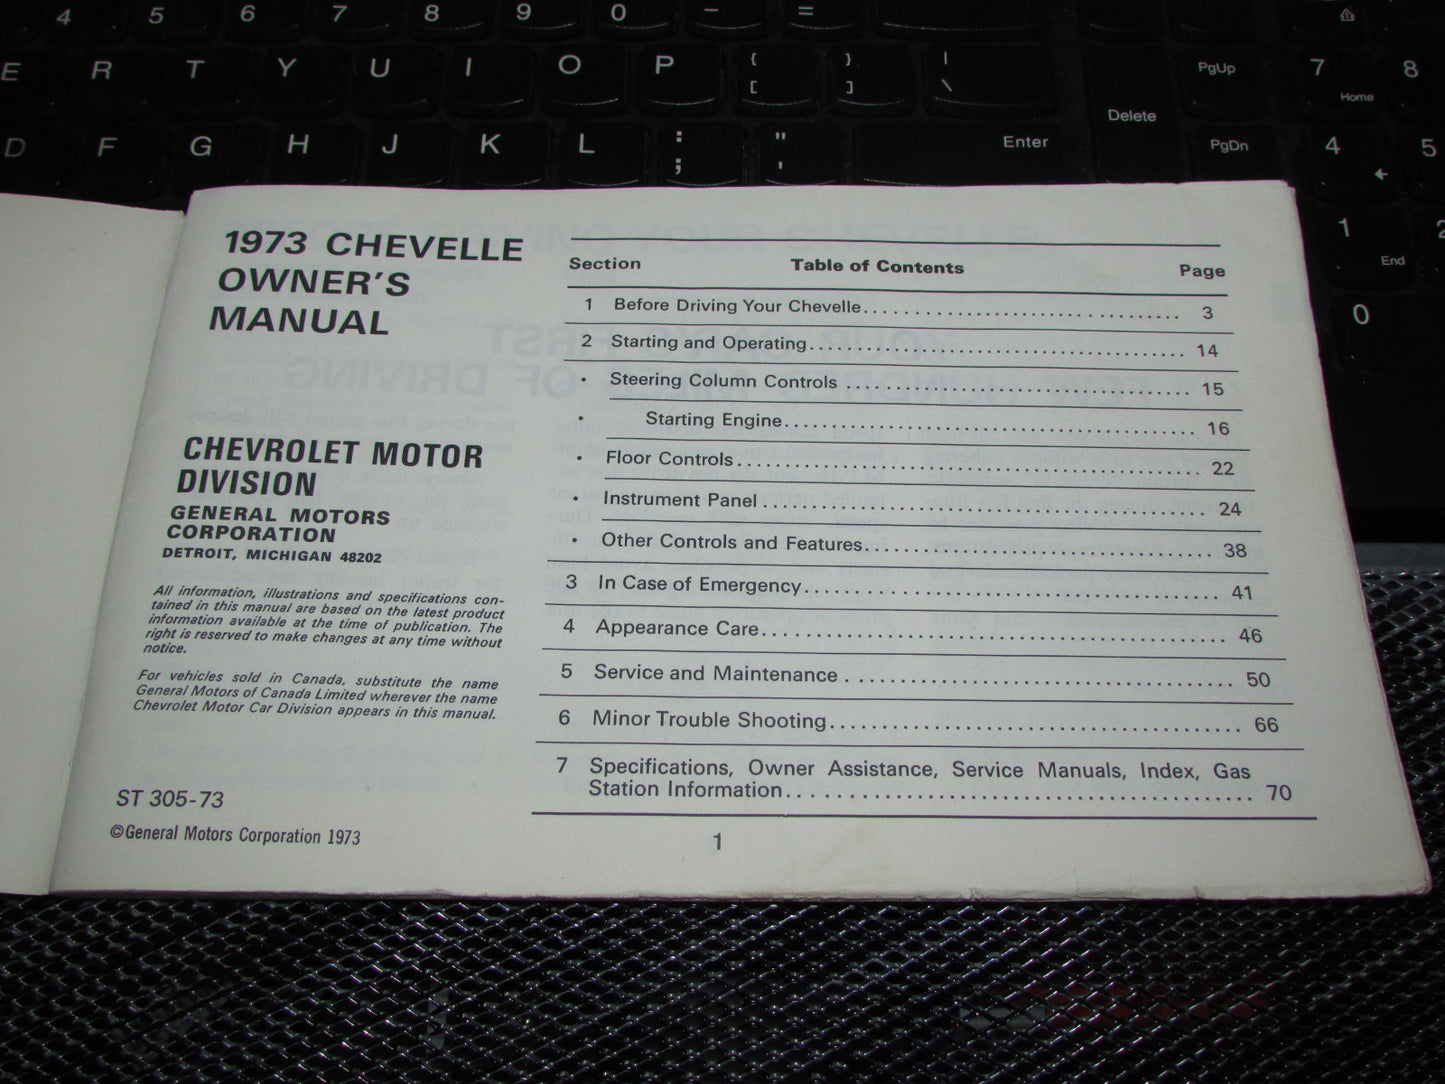 4 5 6 7 8 9 0 – =
E R T Y U I O P { [ } ] | \ Delete PgUp 7 Home 8
D F G H J K L : ; " ' Enter PgDn 4 5
1 End 2
0
1973 CHEVELLE
OWNER'S
MANUAL
CHEVROLET MOTOR
DIVISION
GENERAL MOTORS
CORPORATION
DETROIT, MICHIGAN 48202
All information, illustrations and specifications con-
tained in this manual are based on the latest product
information available at the time of publication. The
right is reserved to make changes at any time without
notice.
For vehicles sold in Canada, substitute the name
General Motors of Canada Limited wherever the name
Chevrolet Motor Car Division appears in this manual.
ST 305-73
©General Motors Corporation 1973
Section Table of Contents Page
1 Before Driving Your Chevelle. . . . . . . . . . . . . . . . . . . . . . . . . . . . . . 3
2 Starting and Operating. . . . . . . . . . . . . . . . . . . . . . . . . . . . . . . . . . 14
• Steering Column Controls . . . . . . . . . . . . . . . . . . . . . . . . . . . . . . 15
• Starting Engine. . . . . . . . . . . . . . . . . . . . . . . . . . . . . . . . . . . 16
• Floor Controls. . . . . . . . . . . . . . . . . . . . . . . . . . . . . . . . . . . . . . . 22
• Instrument Panel . . . . . . . . . . . . . . . . . . . . . . . . . . . . . . . . . . . . 24
• Other Controls and Features. . . . . . . . . . . . . . . . . . . . . . . . . . . . 38
3 In Case of Emergency. . . . . . . . . . . . . . . . . . . . . . . . . . . . . . . . . . 41
4 Appearance Care. . . . . . . . . . . . . . . . . . . . . . . . . . . . . . . . . . . . . 46
5 Service and Maintenance . . . . . . . . . . . . . . . . . . . . . . . . . . . . . . . 50
6 Minor Trouble Shooting. . . . . . . . . . . . . . . . . . . . . . . . . . . . . . . . 66
7 Specifications, Owner Assistance, Service Manuals, Index, Gas
Station Information. . . . . . . . . . . . . . . . . . . . . . . . . . . . . . . . . . . . 70
1